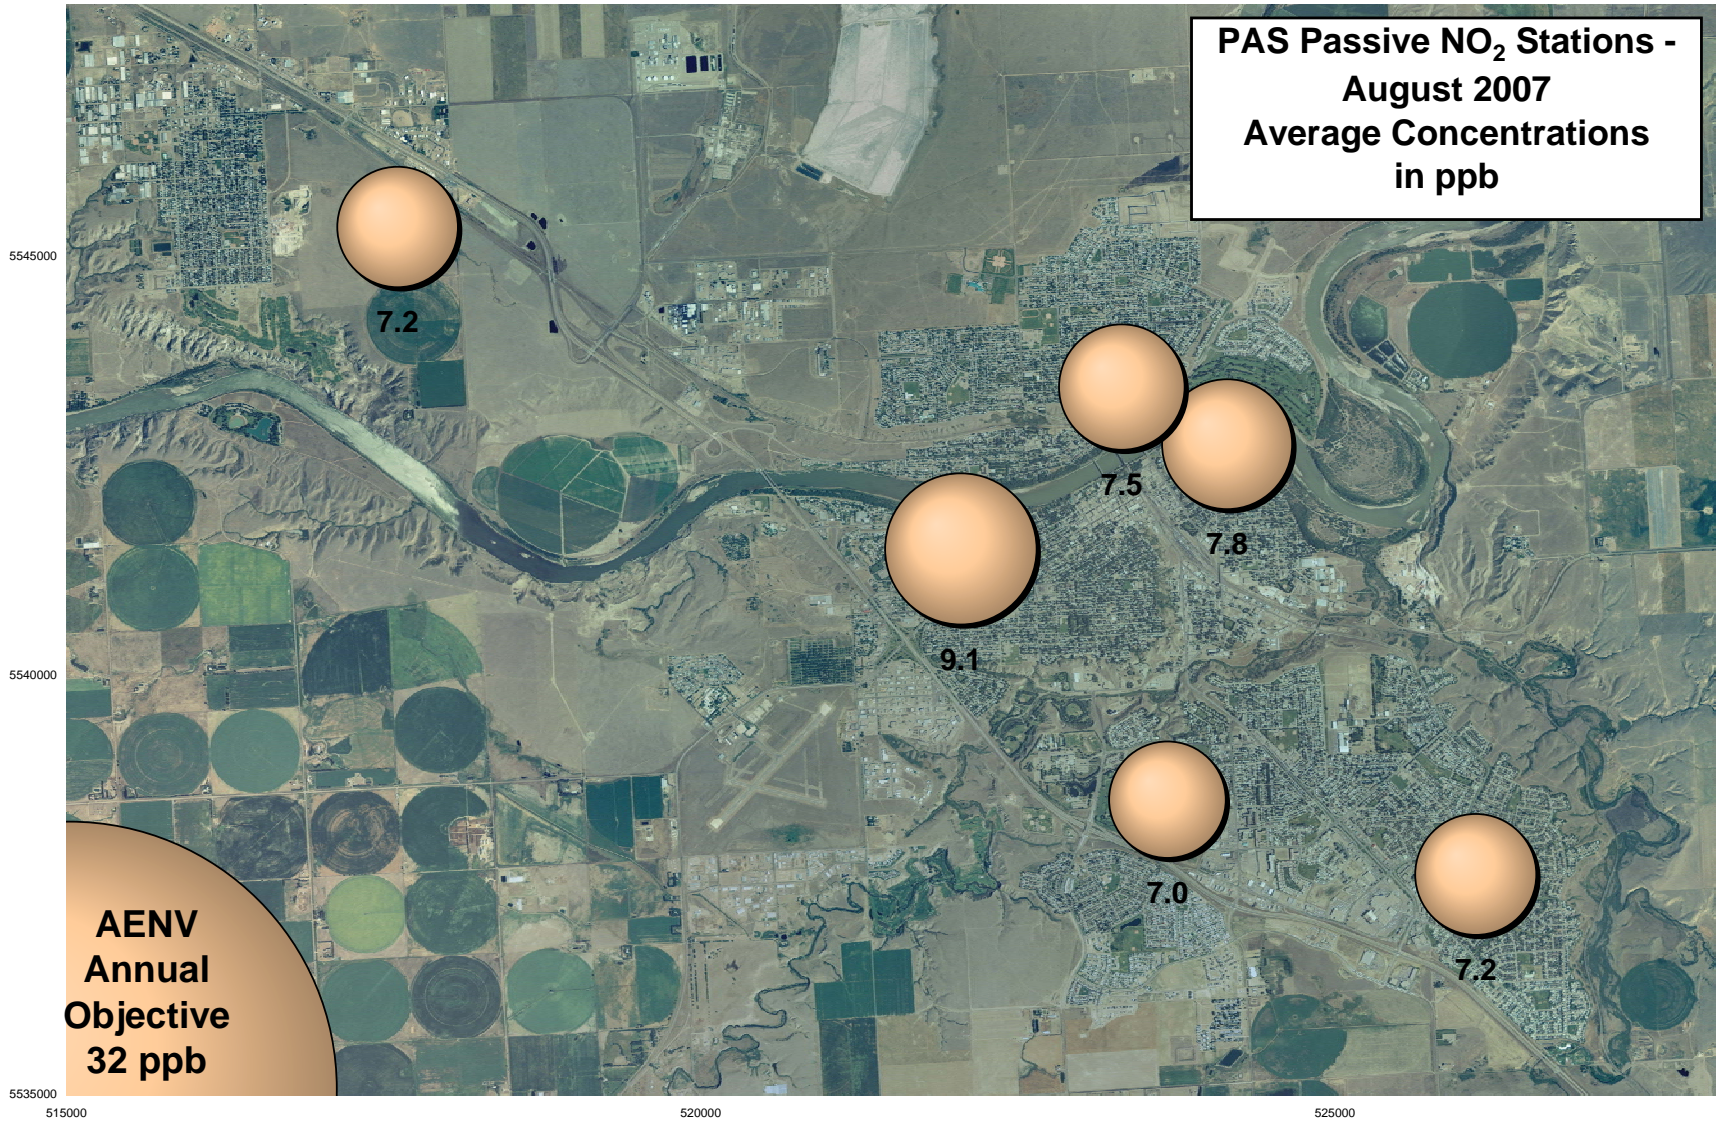 PAS Passive NO₂ Stations -
August 2007
Average Concentrations
in ppb
5545000
7.2
7.5
7.8
9.1
5540000
7.0
7.2
AENV
Annual
Objective
32 ppb
5535000
515000
520000
525000